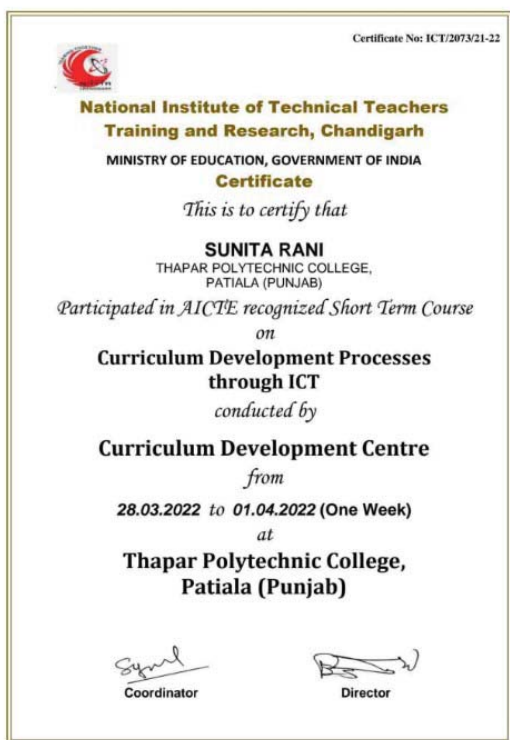 Certificate No: ICT/2073/21-22
National Institute of Technical Teachers
Training and Research, Chandigarh
MINISTRY OF EDUCATION, GOVERNMENT OF INDIA
Certificate
This is to certify that
SUNITA RANI
THAPAR POLYTECHNIC COLLEGE,
PATIALA (PUNJAB)
Participated in AICTE recognized Short Term Course
on
Curriculum Development Processes
through ICT
conducted by
Curriculum Development Centre
from
28.03.2022 to 01.04.2022 (One Week)
at
Thapar Polytechnic College,
Patiala (Punjab)
Coordinator
Director